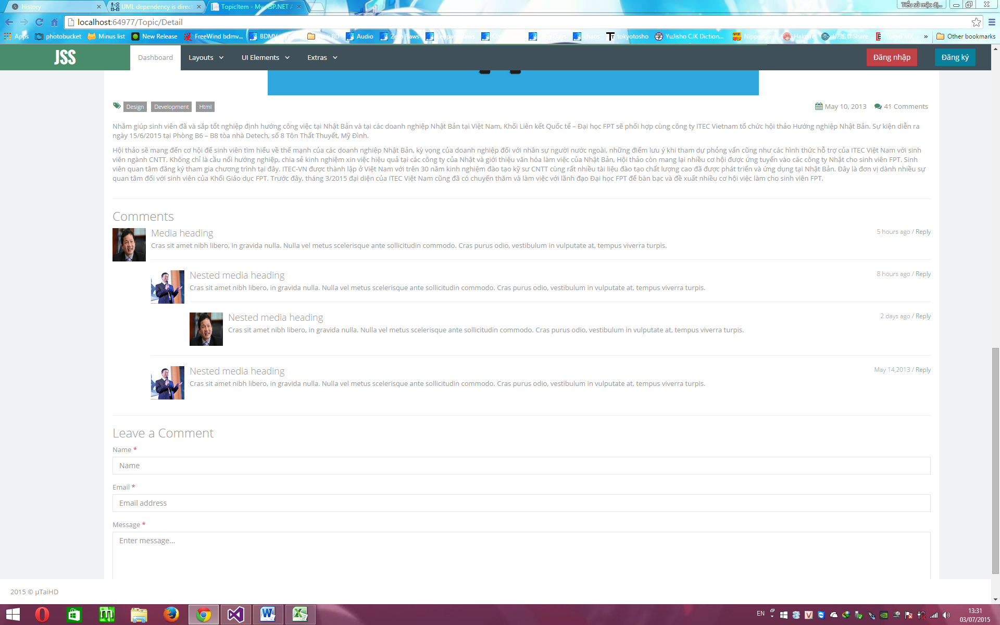 History
UML dependency is direc
TopicItem - My ASP.NET A
Tiểu sử mặc đị...
localhost:64977/Topic/Detail
Apps photobucket Minus list New Release FreeWind bdmv... BDMV Audio Zero Raws tokyotosho YuJisho CJK Diction... U2娘@Share Tokyo MX » Other bookmarks
JSS Dashboard Layouts UI Elements Extras Đăng nhập Đăng ký
Design Development Html May 10, 2013 41 Comments
Nhằm giúp sinh viên đã và sắp tốt nghiệp định hướng công việc tại Nhật Bản và tại các doanh nghiệp Nhật Bản tại Việt Nam, Khối Liên kết Quốc tế – Đại học FPT sẽ phối hợp cùng công ty ITEC Vietnam tổ chức hội thảo Hướng nghiệp Nhật Bản. Sự kiện diễn ra
ngày 15/6/2015 tại Phòng B6 – B8 tòa nhà Detech, số 8 Tôn Thất Thuyết, Mỹ Đình.
Hội thảo sẽ mang đến cơ hội để sinh viên tìm hiểu về thế mạnh của các doanh nghiệp Nhật Bản, kỳ vọng của doanh nghiệp đối với nhân sự người nước ngoài, những điểm lưu ý khi tham dự phỏng vấn cũng như các hình thức hỗ trợ của ITEC Việt Nam với sinh
viên ngành CNTT. Không chỉ là cầu nối hướng nghiệp, chia sẻ kinh nghiệm xin việc hiệu quả tại các công ty của Nhật và giới thiệu văn hóa làm việc của Nhật Bản, Hội thảo còn mang lại nhiều cơ hội được ứng tuyển vào các công ty Nhật cho sinh viên FPT. Sinh
viên quan tâm đăng ký tham gia chương trình tại đây. ITEC-VN được thành lập ở Việt Nam với trên 30 năm kinh nghiệm đào tạo kỹ sư CNTT cùng rất nhiều tài liệu đào tạo chất lượng cao đã được phát triển và ứng dụng tại Nhật Bản. Đây là đơn vị dành nhiều sự
quan tâm đối với sinh viên của Khối Giáo dục FPT. Trước đây, tháng 3/2015 đại diện của ITEC Việt Nam cũng đã có chuyến thăm và làm việc với lãnh đạo Đại học FPT để bàn bạc và đề xuất nhiều cơ hội việc làm cho sinh viên FPT.
Comments
Media heading 5 hours ago / Reply
Cras sit amet nibh libero, in gravida nulla. Nulla vel metus scelerisque ante sollicitudin commodo. Cras purus odio, vestibulum in vulputate at, tempus viverra turpis.
Nested media heading 8 hours ago / Reply
Cras sit amet nibh libero, in gravida nulla. Nulla vel metus scelerisque ante sollicitudin commodo. Cras purus odio, vestibulum in vulputate at, tempus viverra turpis.
Nested media heading 2 days ago / Reply
Cras sit amet nibh libero, in gravida nulla. Nulla vel metus scelerisque ante sollicitudin commodo. Cras purus odio, vestibulum in vulputate at, tempus viverra turpis.
Nested media heading May 14,2013 / Reply
Cras sit amet nibh libero, in gravida nulla. Nulla vel metus scelerisque ante sollicitudin commodo. Cras purus odio, vestibulum in vulputate at, tempus viverra turpis.
Leave a Comment
Name *
Name
Email *
Email address
Message *
Enter message...
2015 © µTaiHD
EN 13:31
03/07/2015